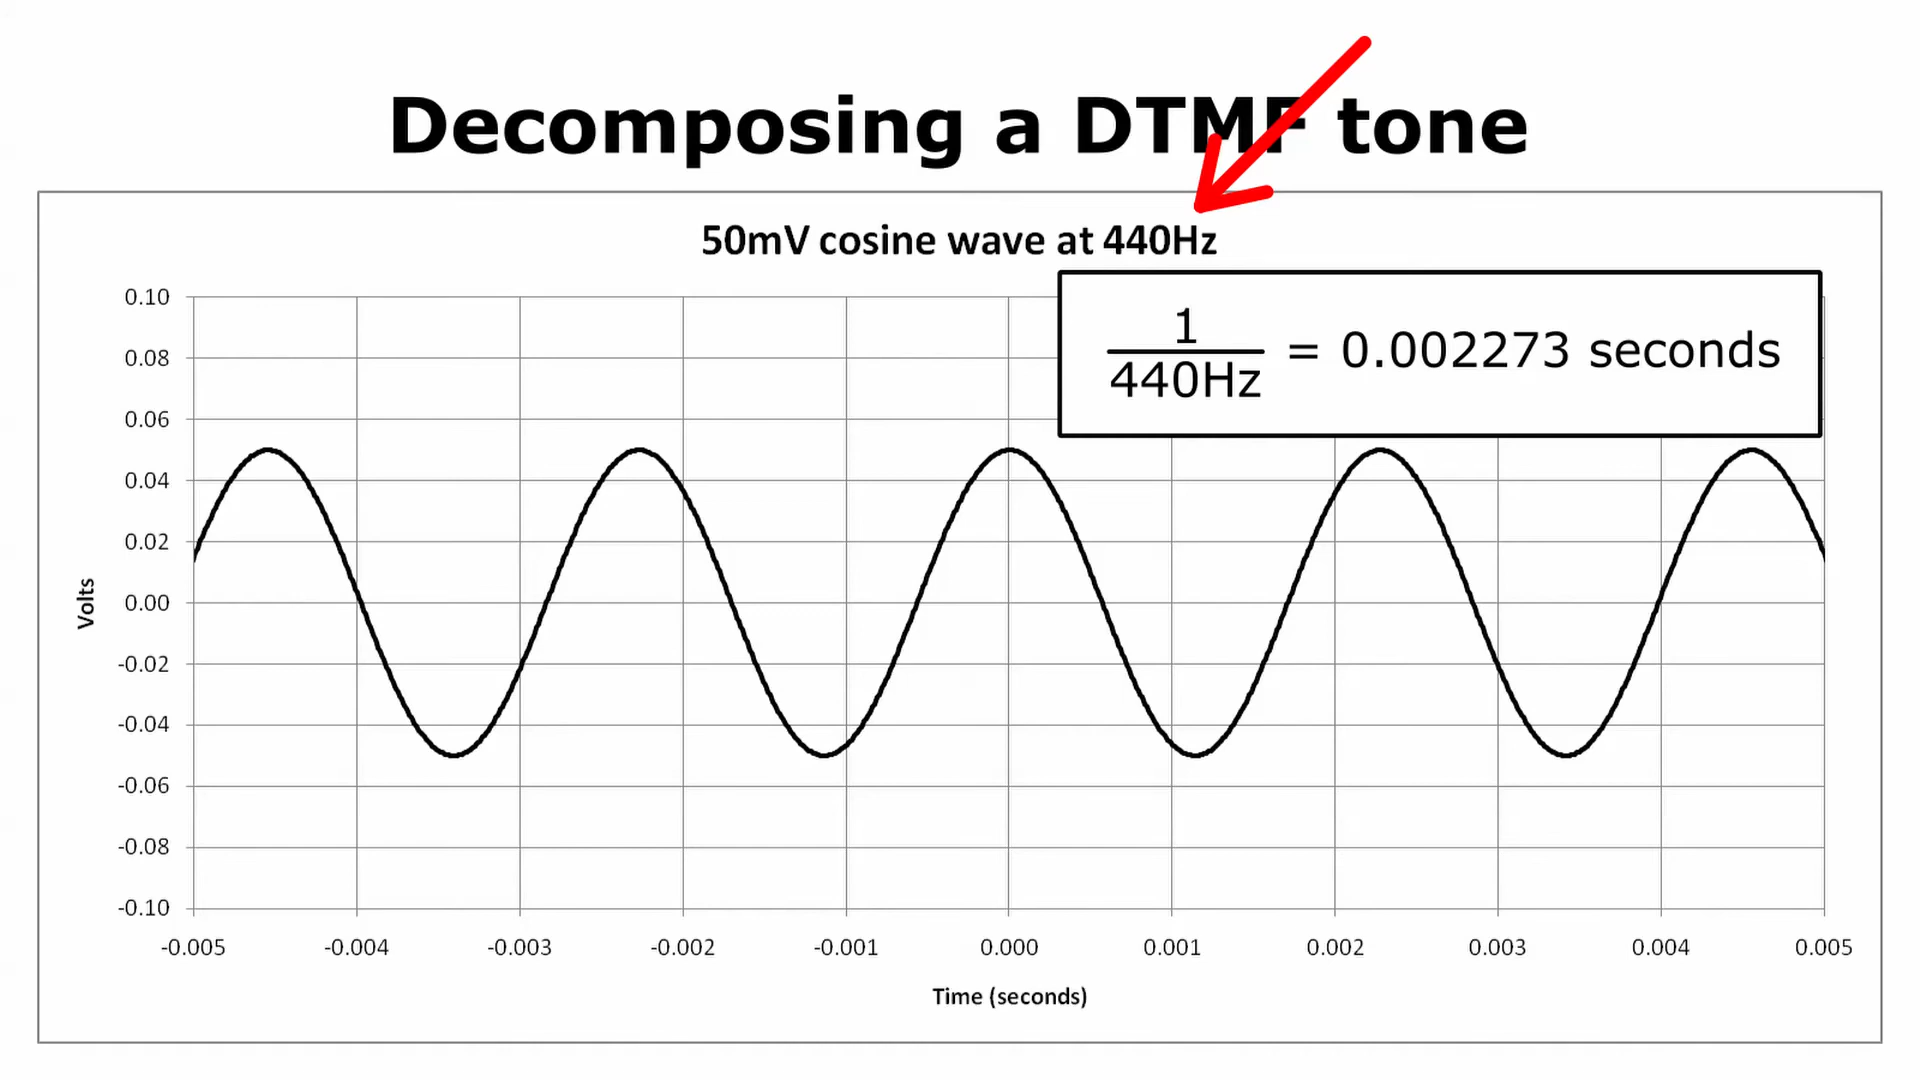 Decomposing a DTMF tone
50mV cosine wave at 440Hz
1
440Hz
= 0.002273 seconds
0.10
0.08
0.06
0.04
0.02
0.00
-0.02
-0.04
-0.06
-0.08
-0.10
Volts
-0.005 -0.004 -0.003 -0.002 -0.001 0.000 0.001 0.002 0.003 0.004 0.005
Time (seconds)